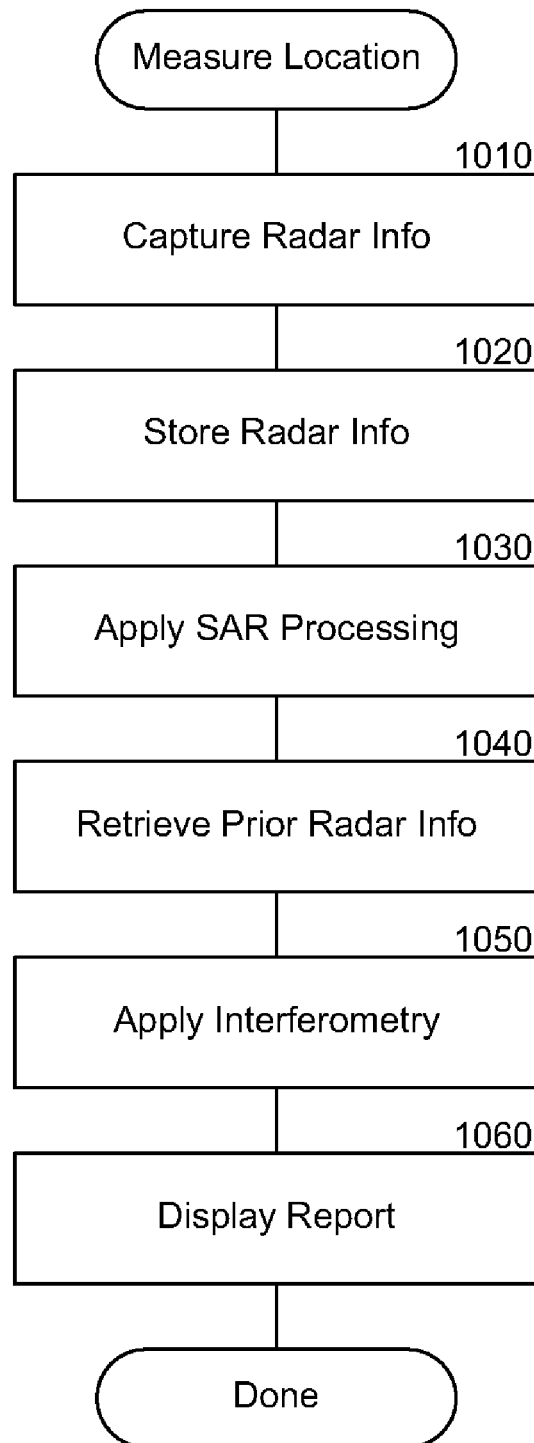 Measure Location
1010
Capture Radar Info
1020
Store Radar Info
1030
Apply SAR Processing
1040
Retrieve Prior Radar Info
1050
Apply Interferometry
1060
Display Report
Done